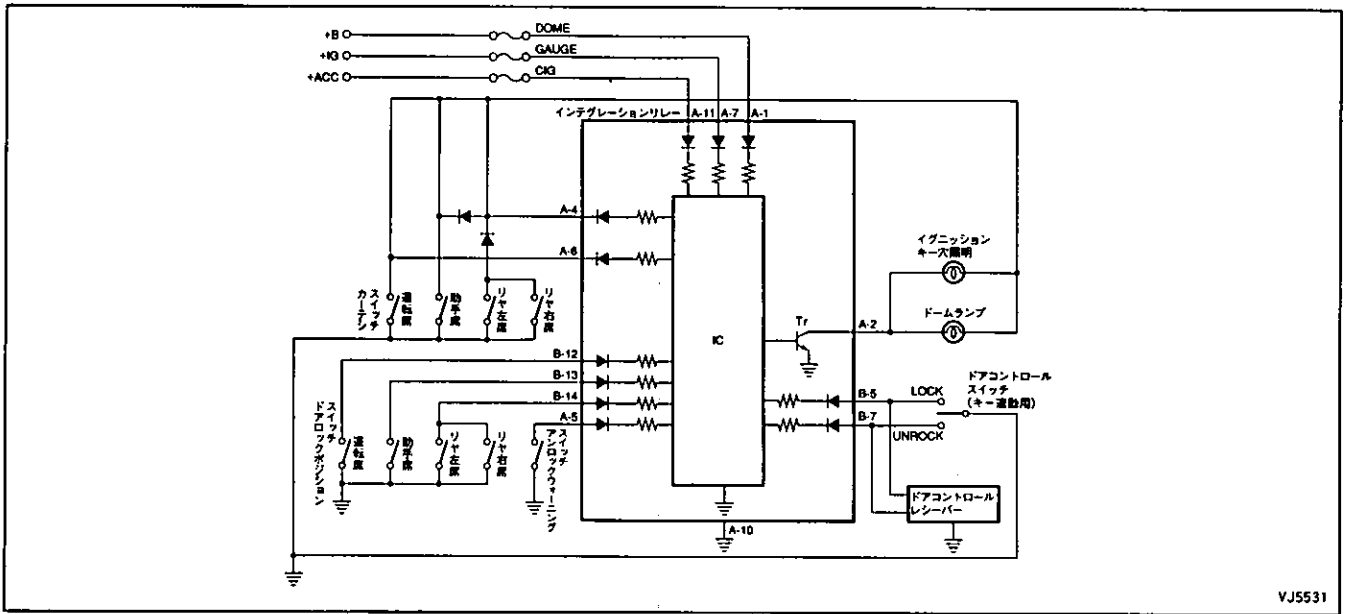 +B DOME
+IG GAUGE
+ACC CIG
インテグレーションリレー A-11 A-7 A-1
A-4
A-6
イグニッション
キー穴照明
ドームランプ
カーテシ
スイッチ
運転席
助手席
リヤ左席
リヤ右席
IC
Tr
A-2
B-12
B-13
B-14
A-5
B-5
B-7
LOCK
UNROCK
ドアコントロール
スイッチ
(キー連動用)
ドアロックポジション
スイッチ
運転席
助手席
リヤ左席
リヤ右席
アンロックウォーニング
スイッチ
ドアコントロール
レシーバー
A-10
VJ5531